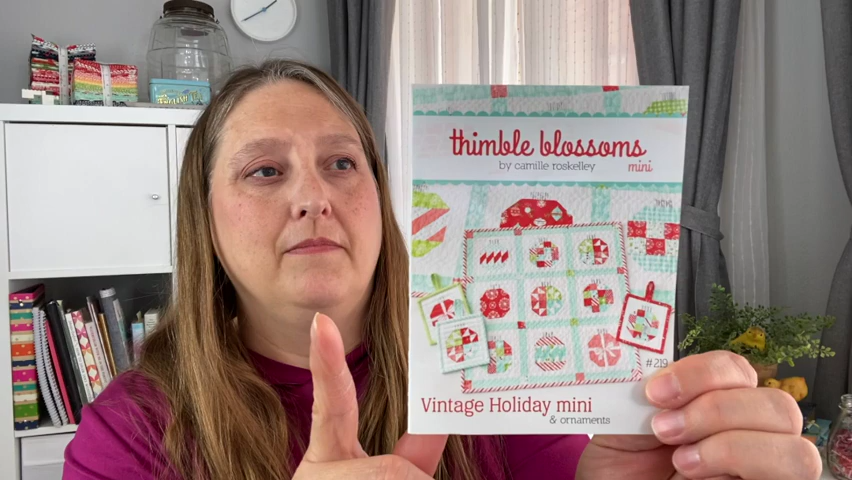 thimble blossoms
by camille roskelley
mini
#219
Vintage Holiday mini
& ornaments